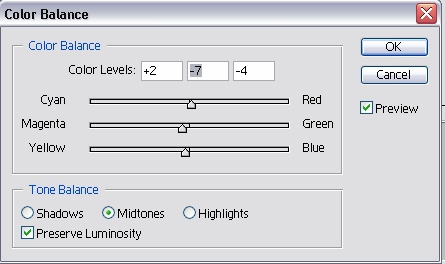 Color Balance
Color Balance
Color Levels: +2 -7 -4
Cyan Red
Magenta Green
Yellow Blue
OK
Cancel
Preview
Tone Balance
Shadows Midtones Highlights
Preserve Luminosity